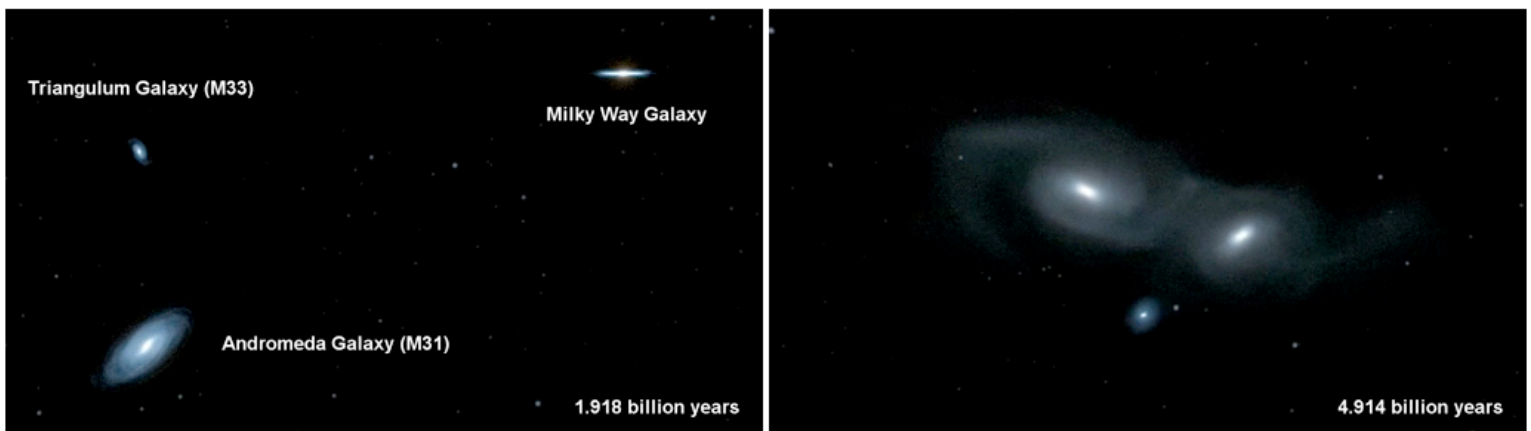 Triangulum Galaxy (M33)
Milky Way Galaxy
Andromeda Galaxy (M31)
1.918 billion years
4.914 billion years